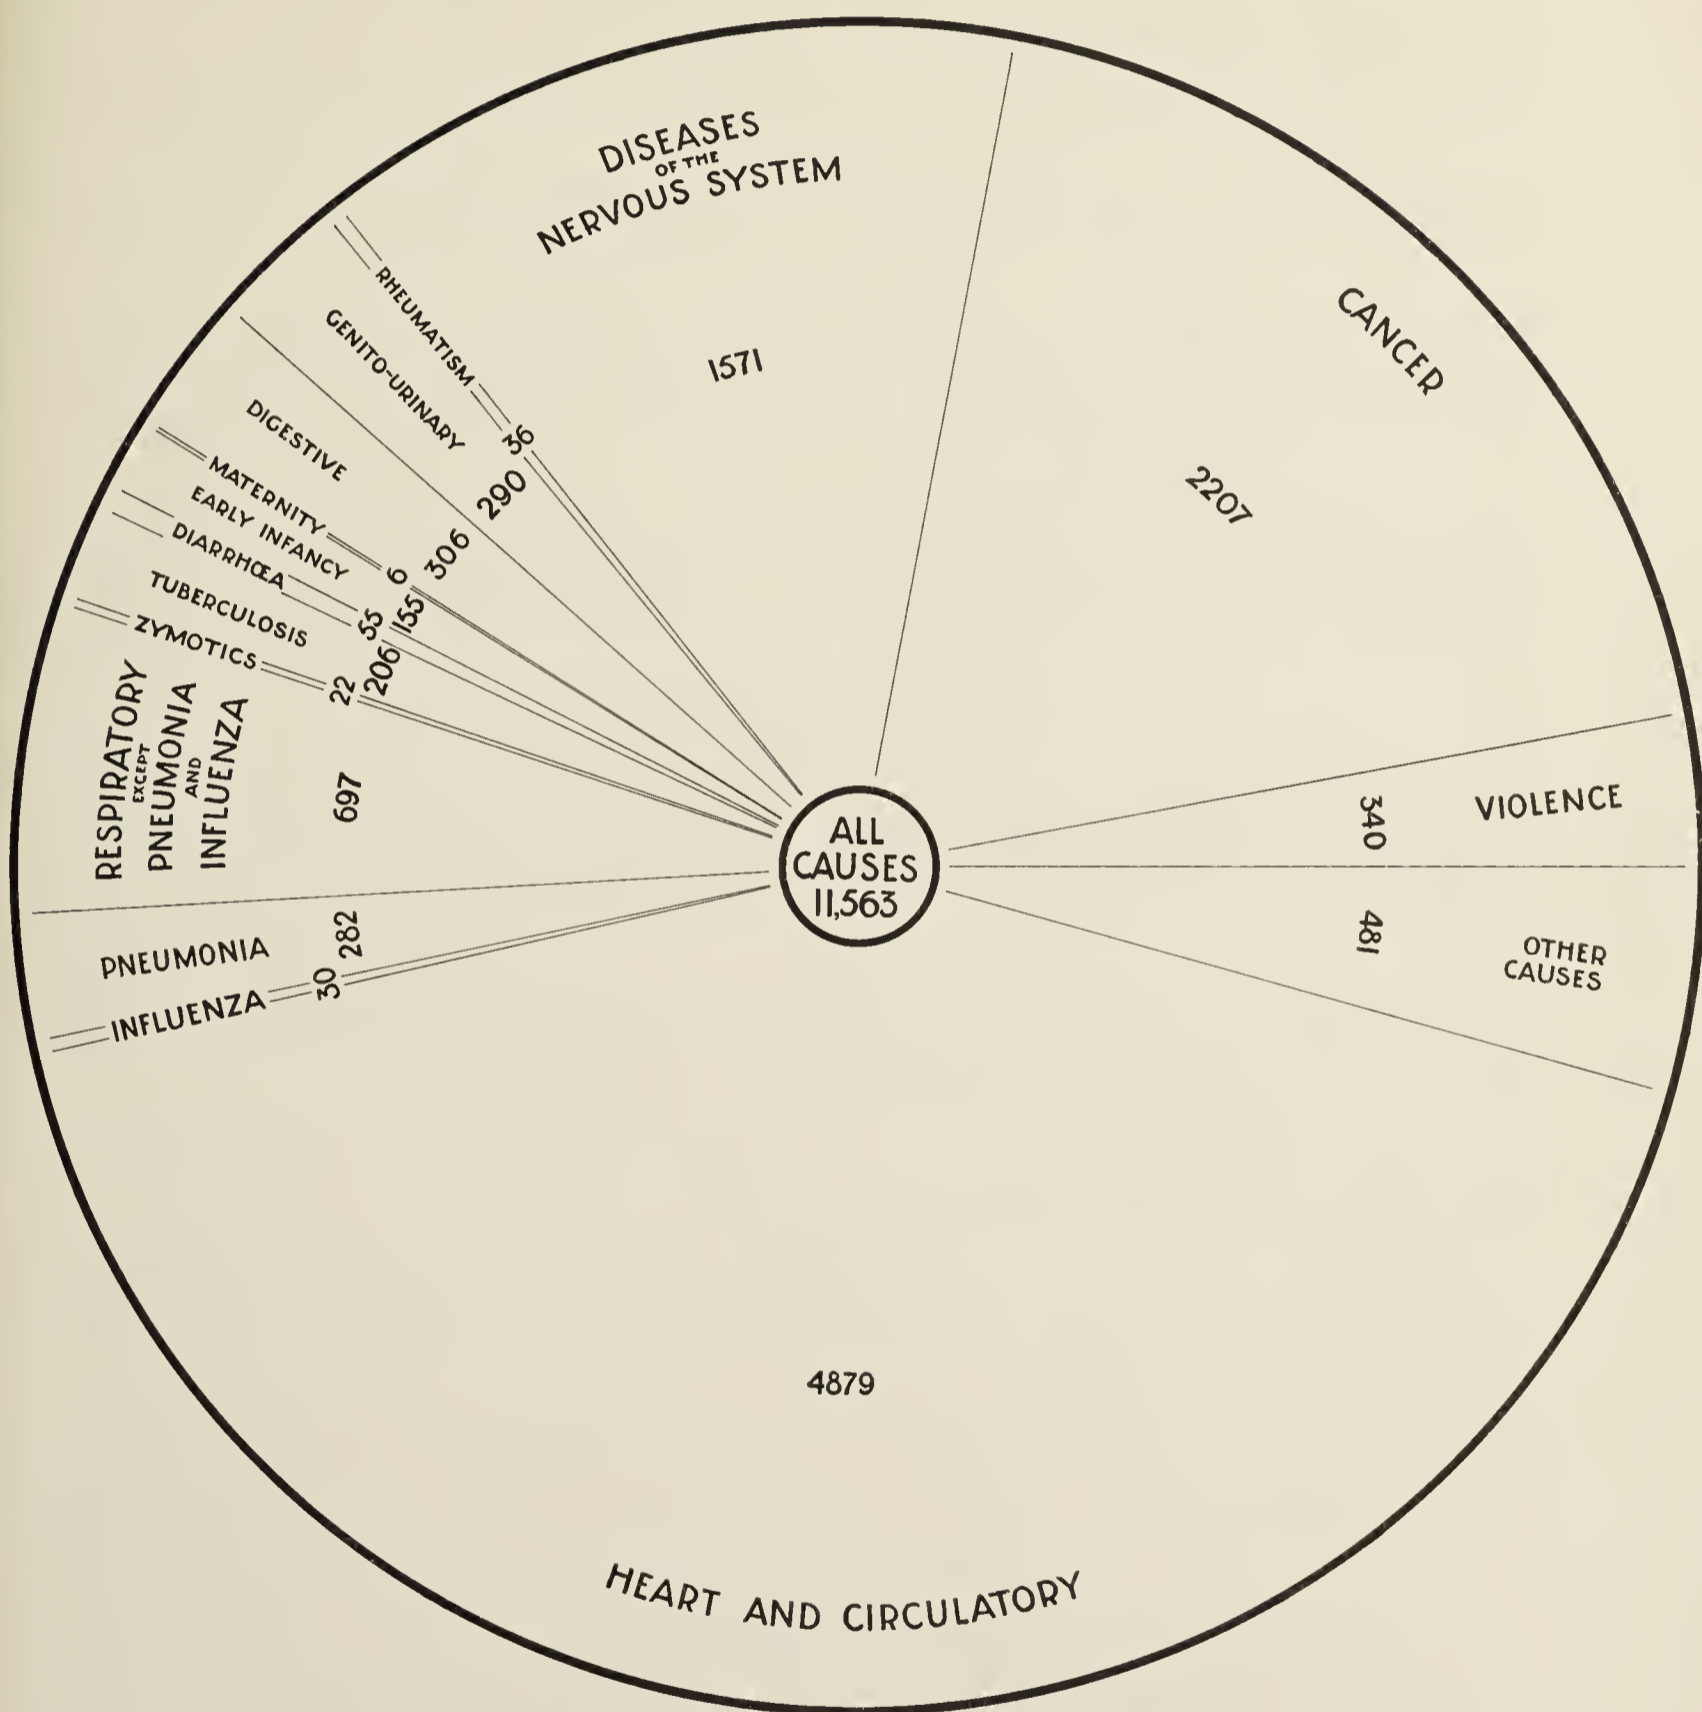 DISEASES
OF THE
NERVOUS SYSTEM
1571
CANCER
2207
VIOLENCE
340
OTHER
CAUSES
481
HEART AND CIRCULATORY
4879
INFLUENZA
30
PNEUMONIA
282
RESPIRATORY
EXCEPT
PNEUMONIA
AND
INFLUENZA
697
ZYMOTICS
22
TUBERCULOSIS
206
DIARRHŒA
55
EARLY INFANCY
155
MATERNITY
6
DIGESTIVE
306
GENITO-URINARY
290
RHEUMATISM
36
ALL
CAUSES
11,563